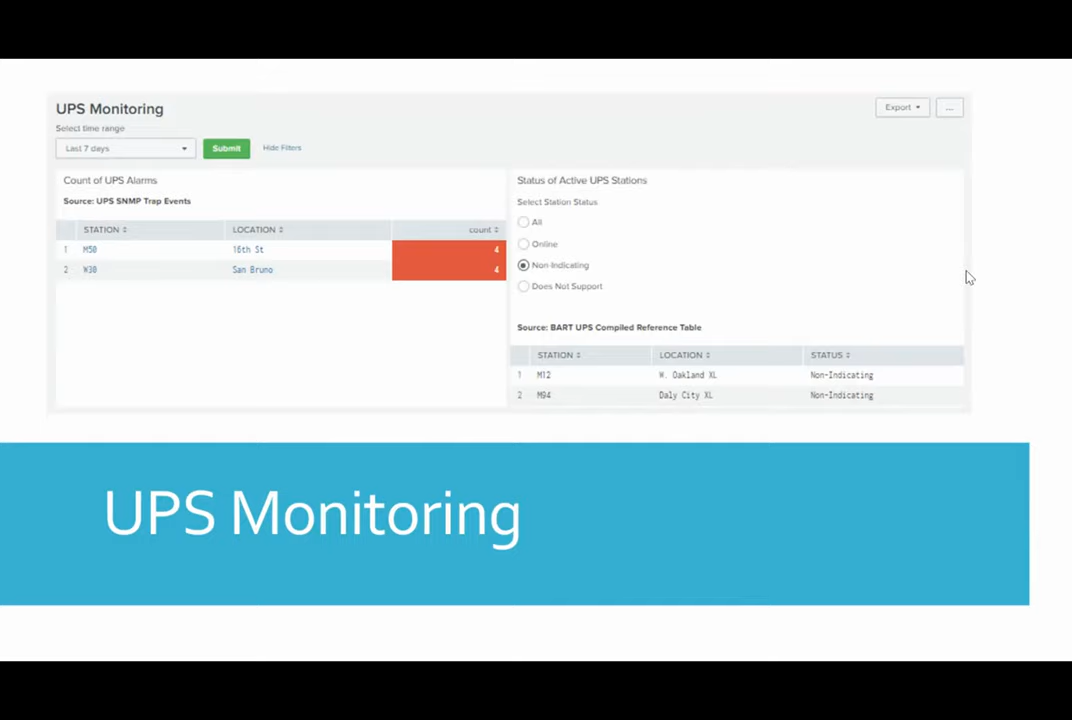 UPS Monitoring
Export
...
Select time range
Last 7 days
Submit
Hide Filters
Count of UPS Alarms
Source: UPS SNMP Trap Events
STATION LOCATION count
1 M50 16th St 4
2 W30 San Bruno 4
Status of Active UPS Stations
Select Station Status
All
Online
Non-Indicating
Does Not Support
Source: BART UPS Compiled Reference Table
STATION LOCATION STATUS
1 M12 W. Oakland XL Non-Indicating
2 M94 Daly City XL Non-Indicating
UPS Monitoring